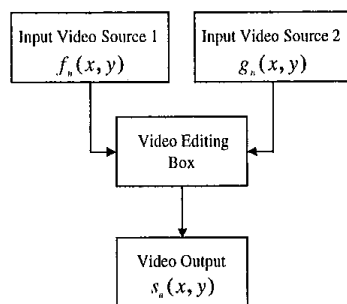 Input Video Source 1
f_n(x, y)
Input Video Source 2
g_n(x, y)
Video Editing
Box
Video Output
s_n(x, y)